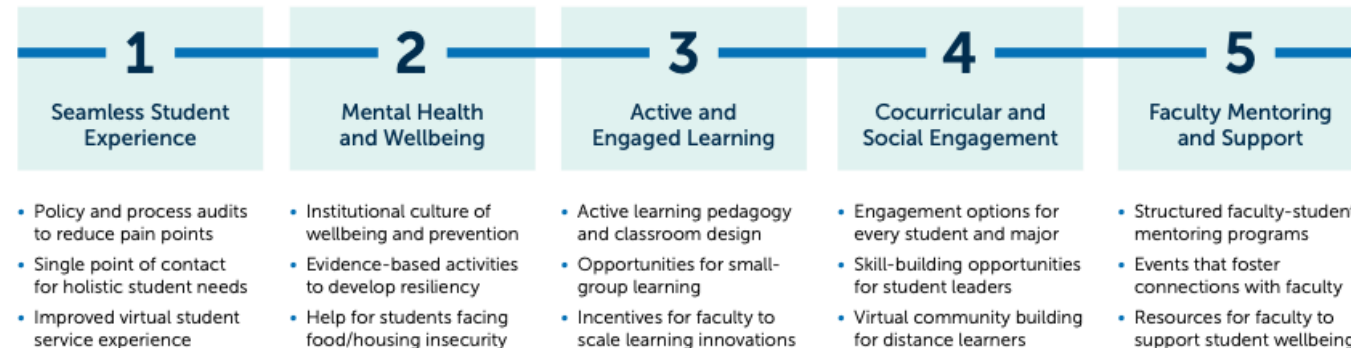 1
Seamless Student
Experience
• Policy and process audits
to reduce pain points
• Single point of contact
for holistic student needs
• Improved virtual student
service experience
2
Mental Health
and Wellbeing
• Institutional culture of
wellbeing and prevention
• Evidence-based activities
to develop resiliency
• Help for students facing
food/housing insecurity
3
Active and
Engaged Learning
• Active learning pedagogy
and classroom design
• Opportunities for small-
group learning
• Incentives for faculty to
scale learning innovations
4
Cocurricular and
Social Engagement
• Engagement options for
every student and major
• Skill-building opportunities
for student leaders
• Virtual community building
for distance learners
5
Faculty Mentoring
and Support
• Structured faculty-student
mentoring programs
• Events that foster
connections with faculty
• Resources for faculty to
support student wellbeing